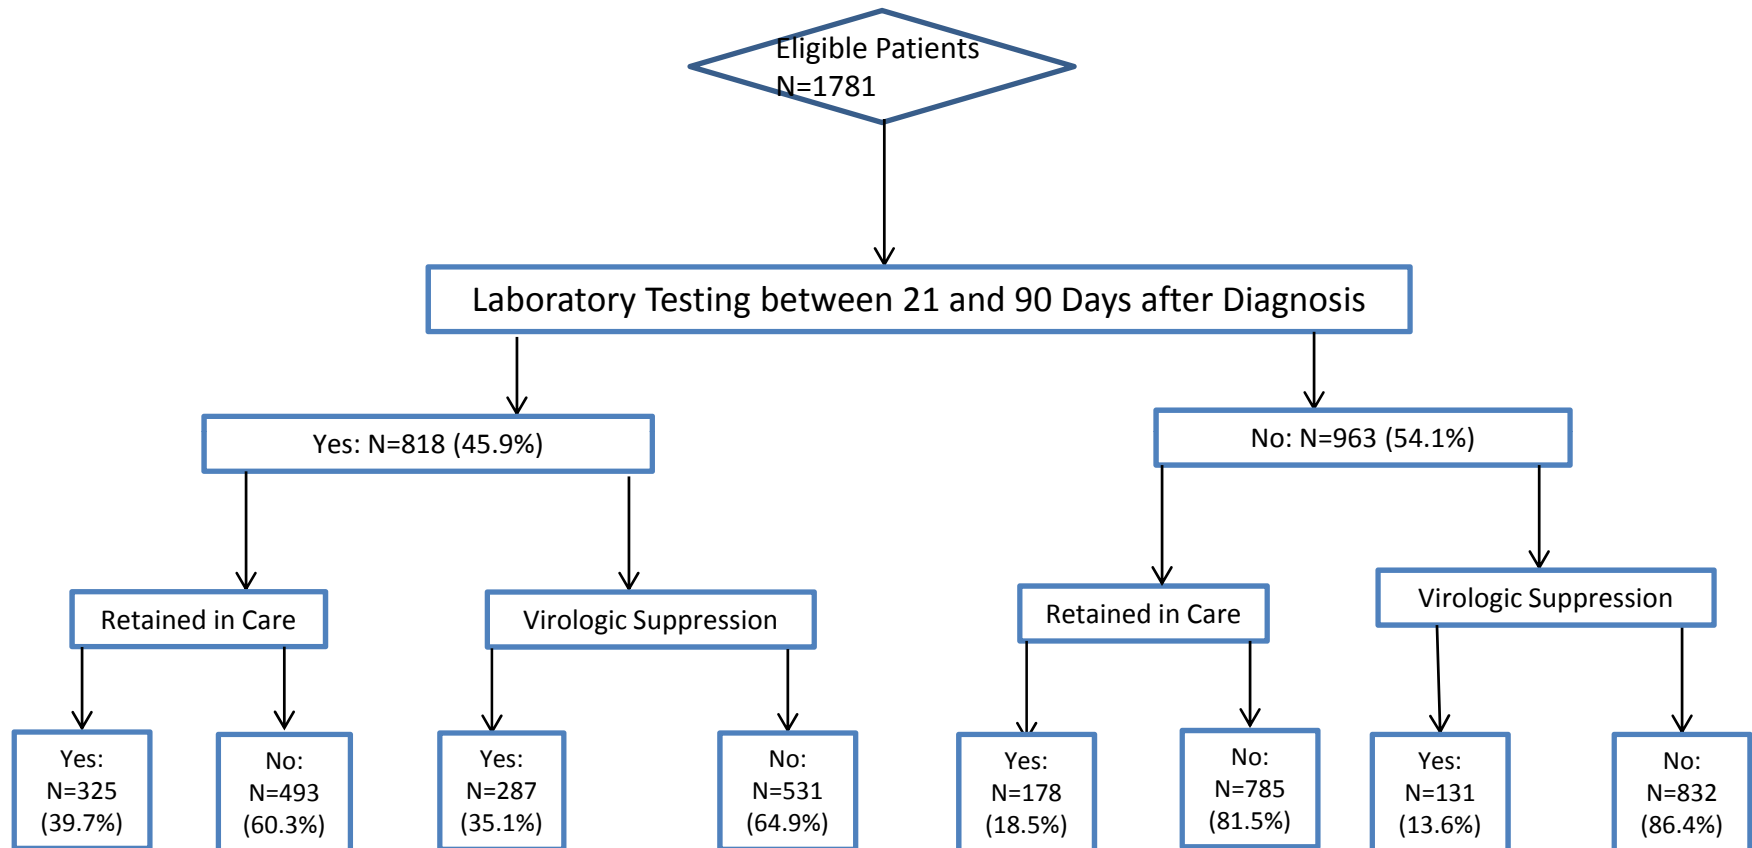 Eligible Patients
N=1781
Laboratory Testing between 21 and 90 Days after Diagnosis
Yes: N=818 (45.9%)
No: N=963 (54.1%)
Retained in Care
Virologic Suppression
Retained in Care
Virologic Suppression
Yes:
N=325
(39.7%)
No:
N=493
(60.3%)
Yes:
N=287
(35.1%)
No:
N=531
(64.9%)
Yes:
N=178
(18.5%)
No:
N=785
(81.5%)
Yes:
N=131
(13.6%)
No:
N=832
(86.4%)